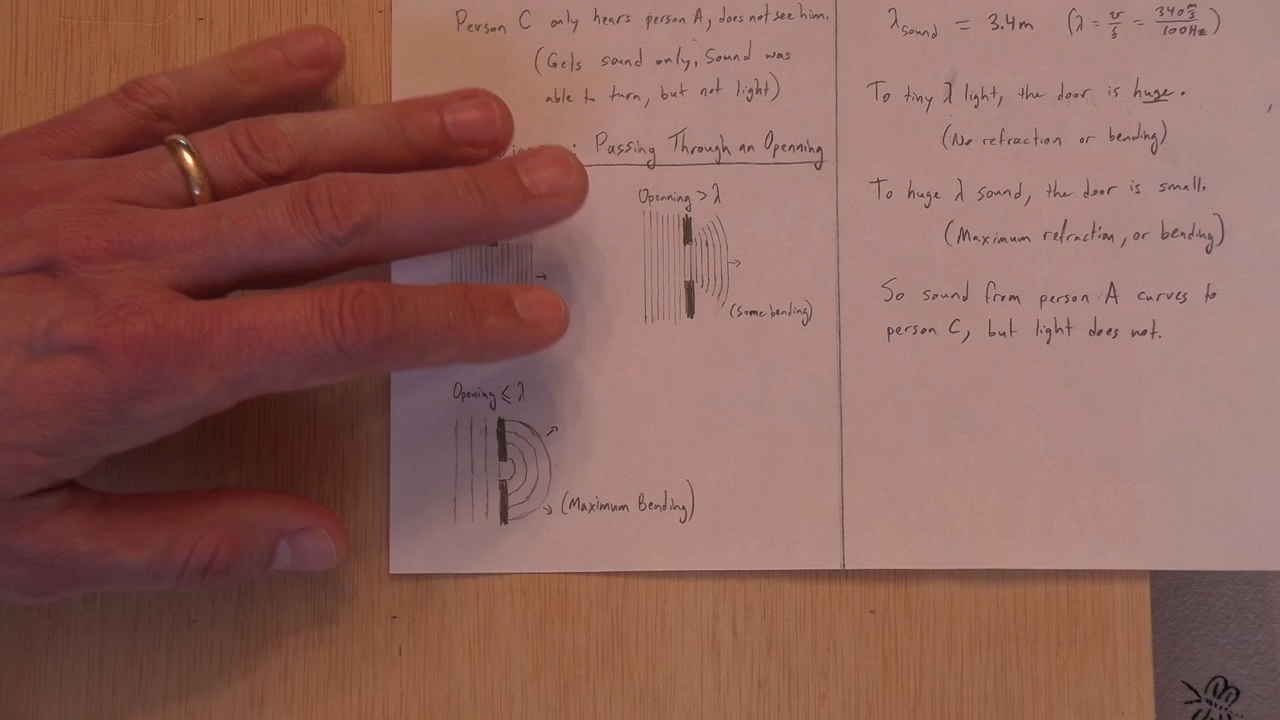 Person C only hears person A, does not see him.
(Gets sound only, Sound was
able to turn, but not light)
: Passing Through an Openning
Openning > λ
(Some bending)
Opening ≤ λ
(Maximum Bending)
λsound = 3.4m (λ = v/f = 340 m/s / 100Hz)
To tiny λ light, the door is huge.
(No refraction or bending)
To huge λ sound, the door is small.
(Maximum refraction, or bending)
So sound from person A curves to
person C, but light does not.